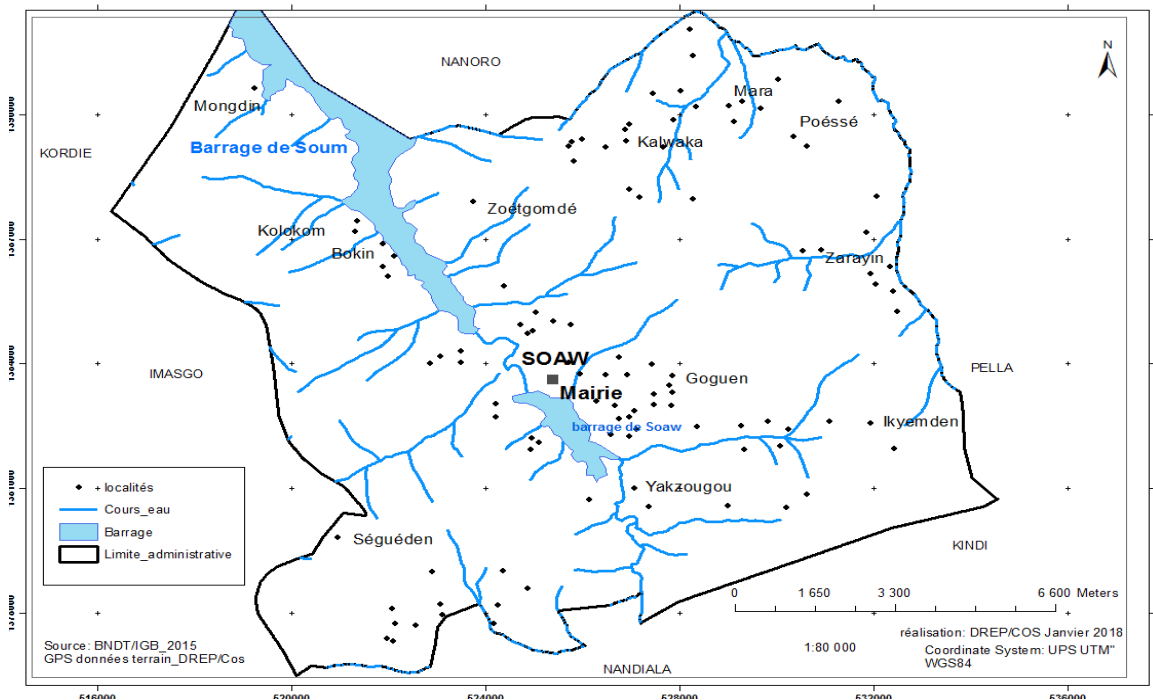 N
NANORO
Mara
Mongdin
Poéssé
Barrage de Soum
Kalwaka
KORDIE
Zoetgomdé
Kolokom
Bokin
Zarayin
SOAW
IMASGO
PELLA
Goguen
Mairie
barrage de Soaw
Ikyemden
localités
Cours_eau
Barrage
Limite_administrative
Yakzougou
Séguéden
KINDI
0 1 650 3 300 6 600 Meters
Source: BNDT/IGB_2015
GPS données terrain_DREP/Cos
1:80 000
réalisation: DREP/COS Janvier 2018
Coordinate System: UPS UTM"
WGS84
NANDIALA
516000 520000 524000 528000 532000 536000